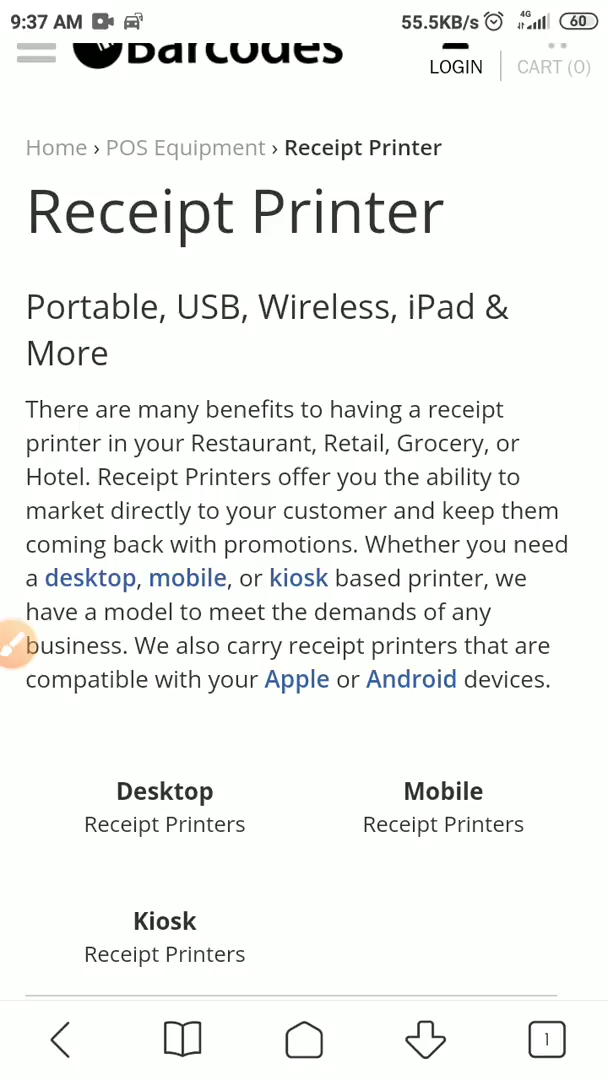 9:37 AM 55.5KB/s 4G 60
Barcodes
LOGIN CART (0)
Home › POS Equipment › Receipt Printer
Receipt Printer
Portable, USB, Wireless, iPad &
More
There are many benefits to having a receipt
printer in your Restaurant, Retail, Grocery, or
Hotel. Receipt Printers offer you the ability to
market directly to your customer and keep them
coming back with promotions. Whether you need
a desktop, mobile, or kiosk based printer, we
have a model to meet the demands of any
business. We also carry receipt printers that are
compatible with your Apple or Android devices.
Desktop Mobile
Receipt Printers Receipt Printers
Kiosk
Receipt Printers
1